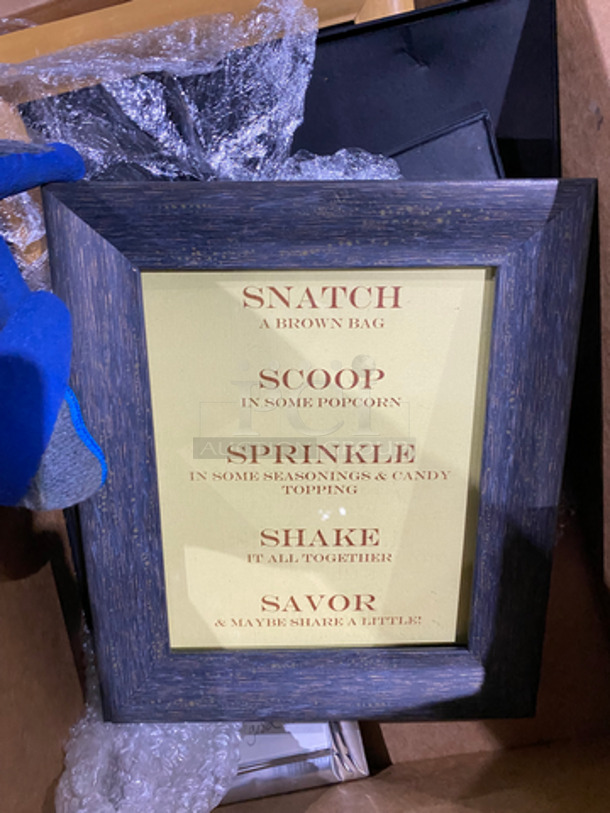 SNATCH
A BROWN BAG
SCOOP
IN SOME POPCORN
SPRINKLE
IN SOME SEASONINGS & CANDY
TOPPING
SHAKE
IT ALL TOGETHER
SAVOR
& MAYBE SHARE A LITTLE!